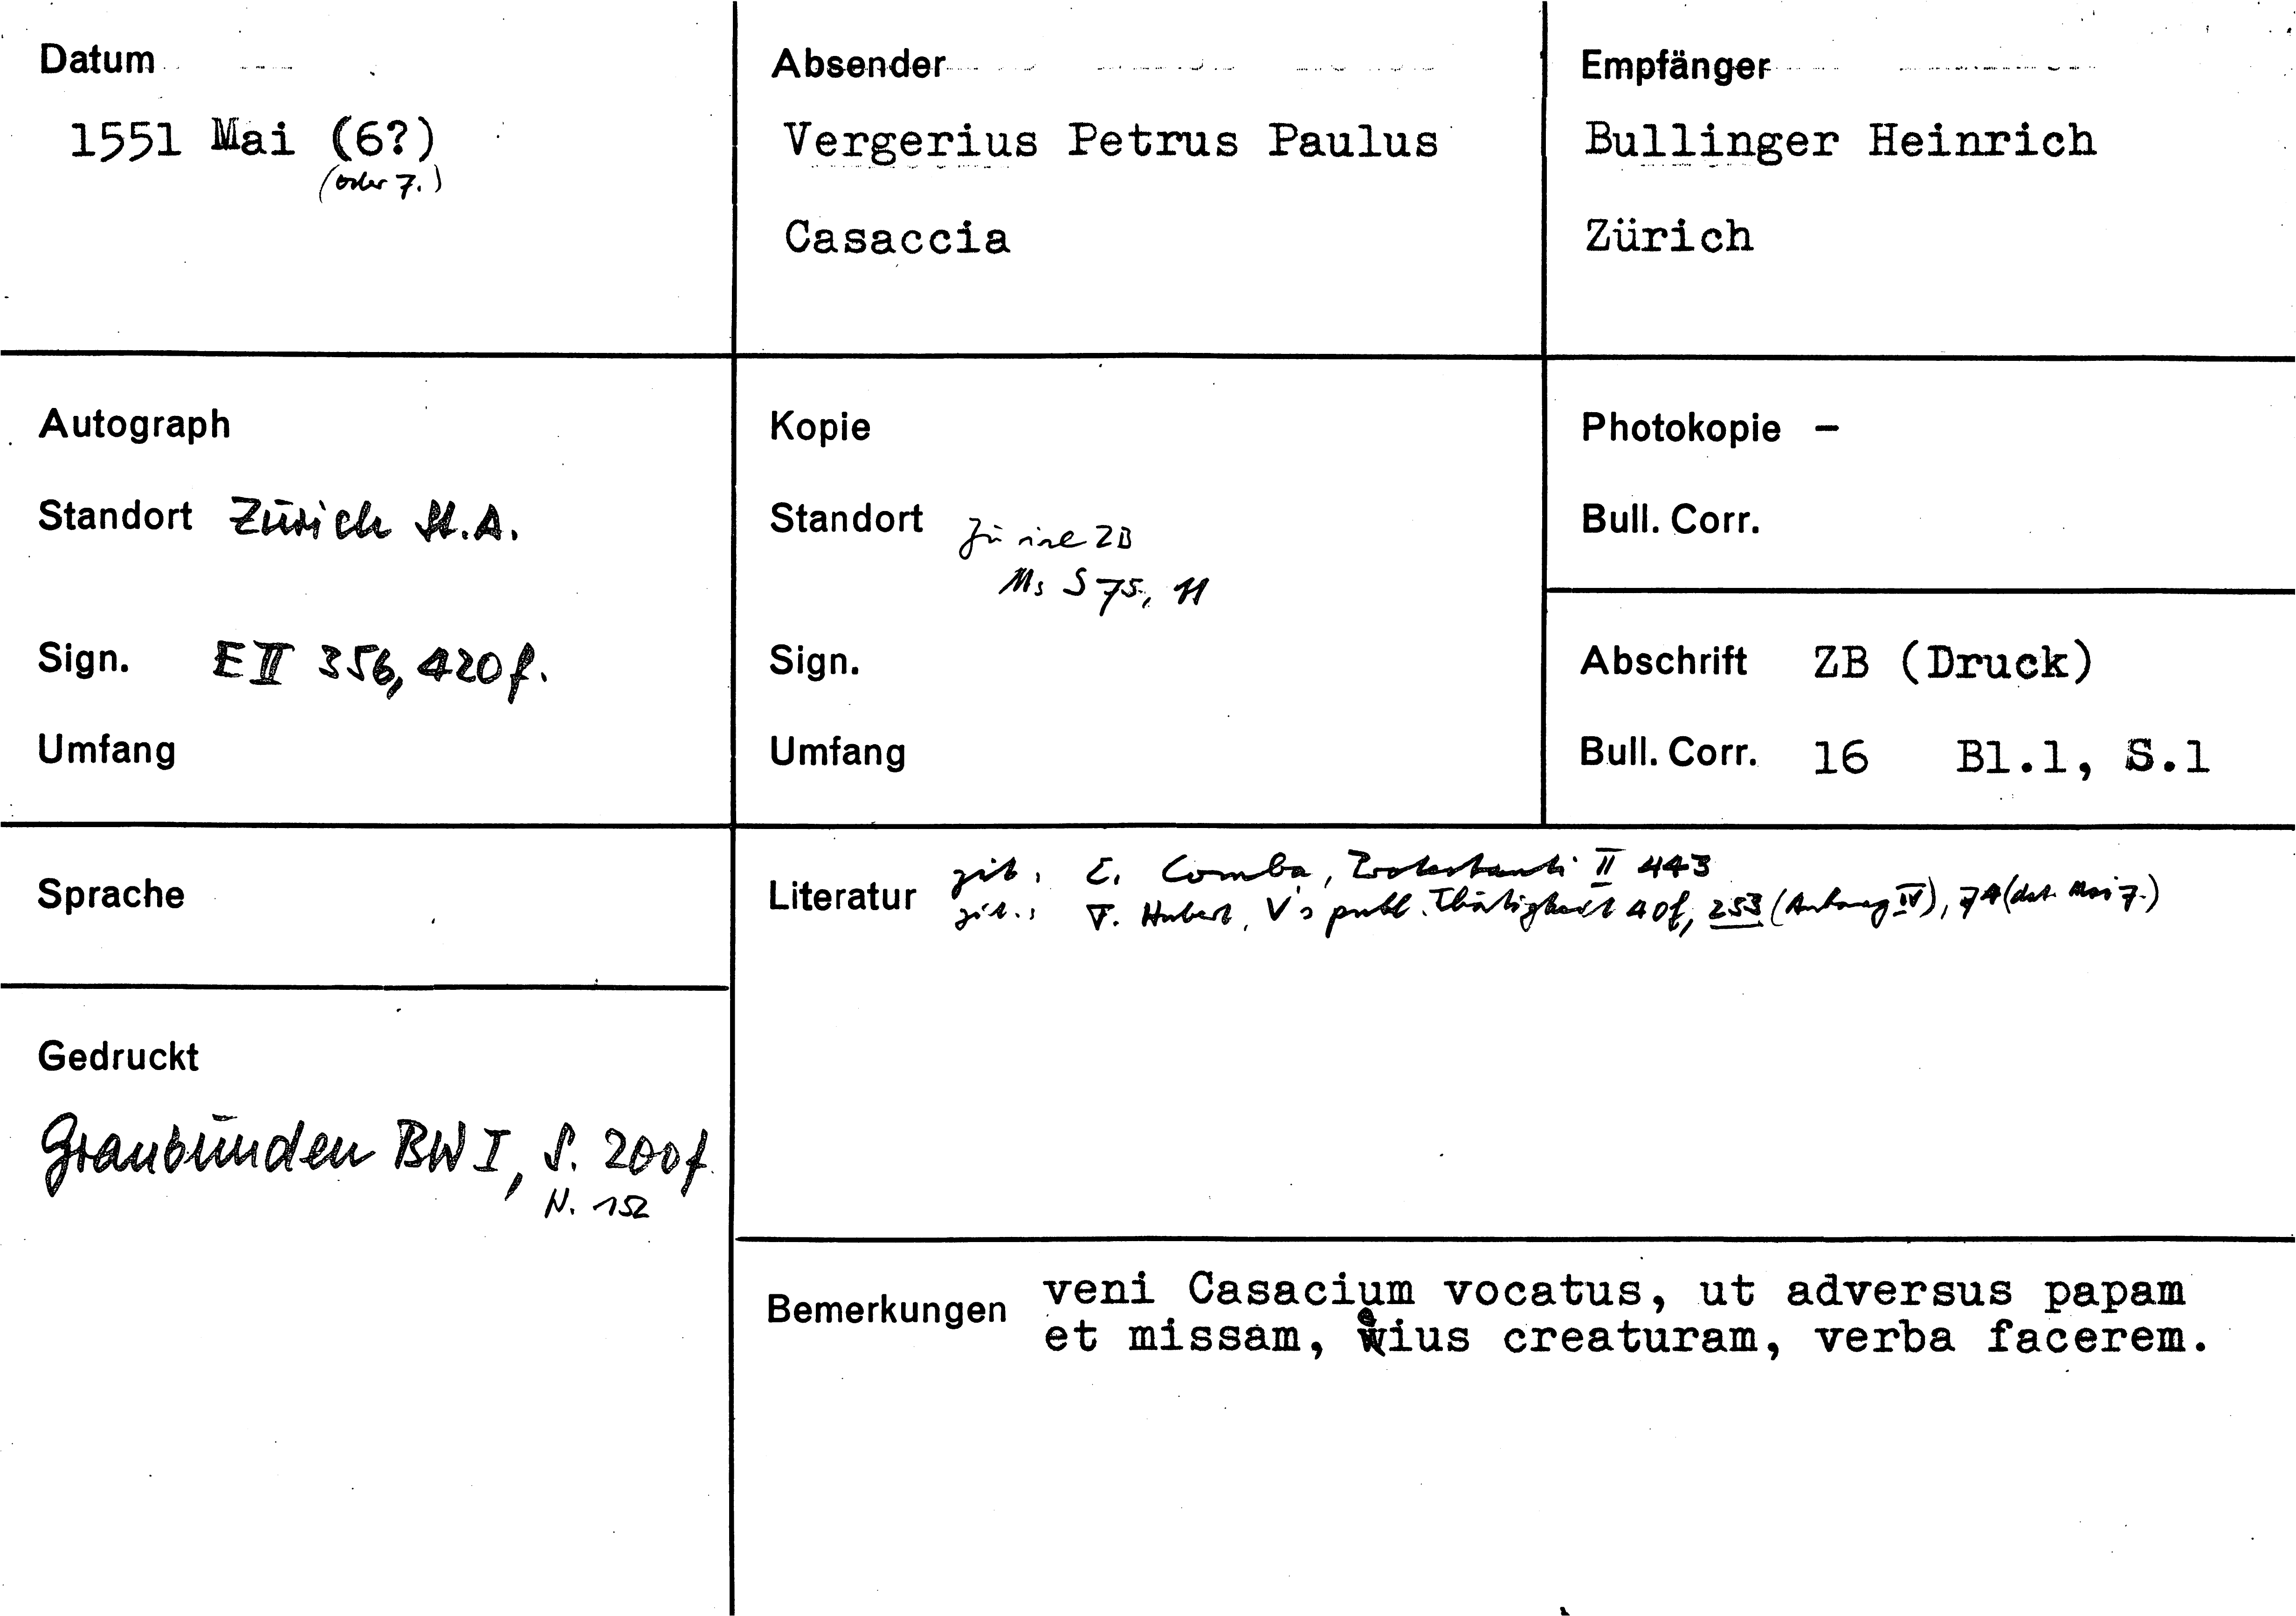 Datum
1551 Mai (6?)
(oder 7.)
Absender
Vergerius Petrus Paulus
Casaccia
Empfänger
Bullinger Heinrich
Zürich
Autograph
Standort Zürich St.A.
Sign. E II 356, 420 f.
Umfang
Kopie
Standort Zürich ZB
Ms S 75, 11
Sign.
Umfang
Photokopie -
Bull. Corr.
Abschrift ZB (Druck)
Bull. Corr. 16 Bl.1, S.1
Sprache
Gedruckt
Graubünden BW I, S. 200f.
N. 152
Literatur
zit. E. Comba, Protestanti II 443
zit.: F. Hubert, V's publ. Thätigkeit 40f, 253 (Anhang IV), 74 (dat. Mai 7.)
Bemerkungen
veni Casacium vocatus, ut adversus papam
et missam, eius creaturam, verba facerem.